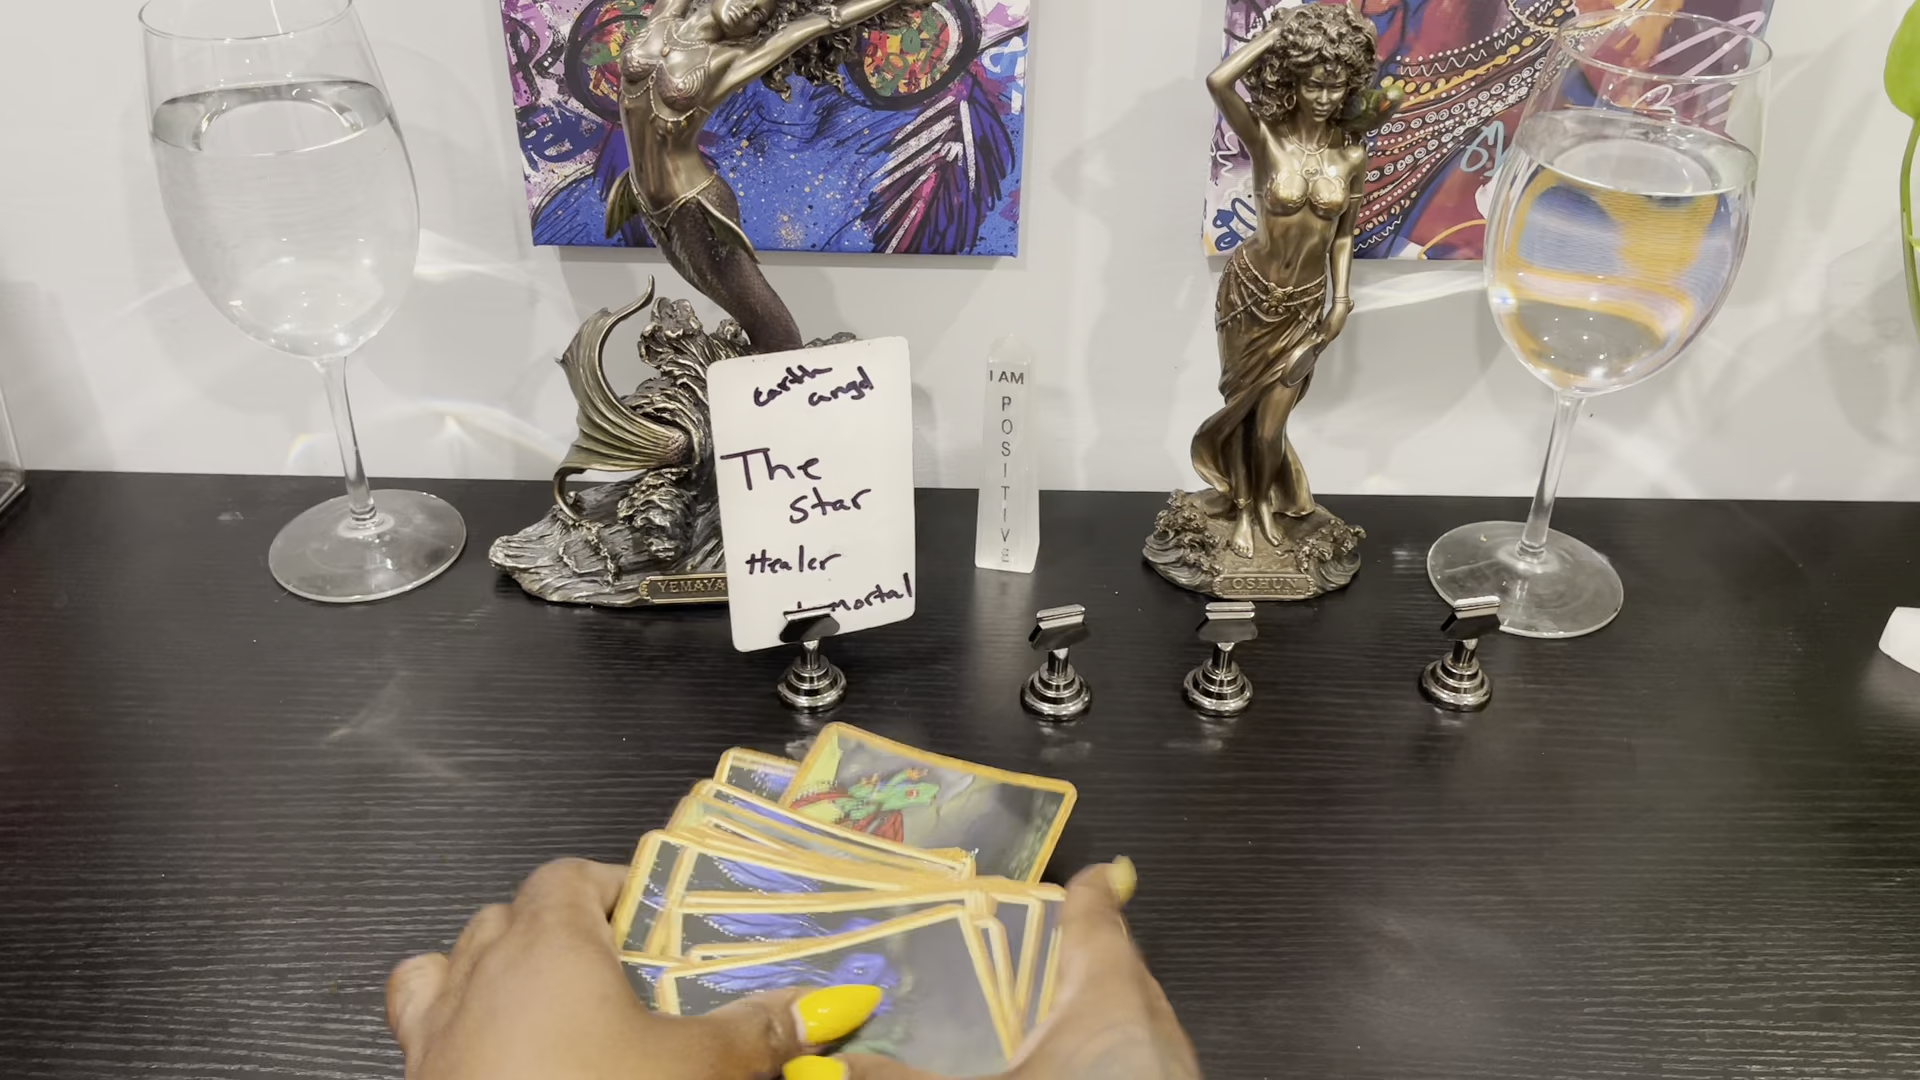 earth
angel
The
star
Healer
Immortal
I AM
POSITIVE
YEMAYA
OSHUN